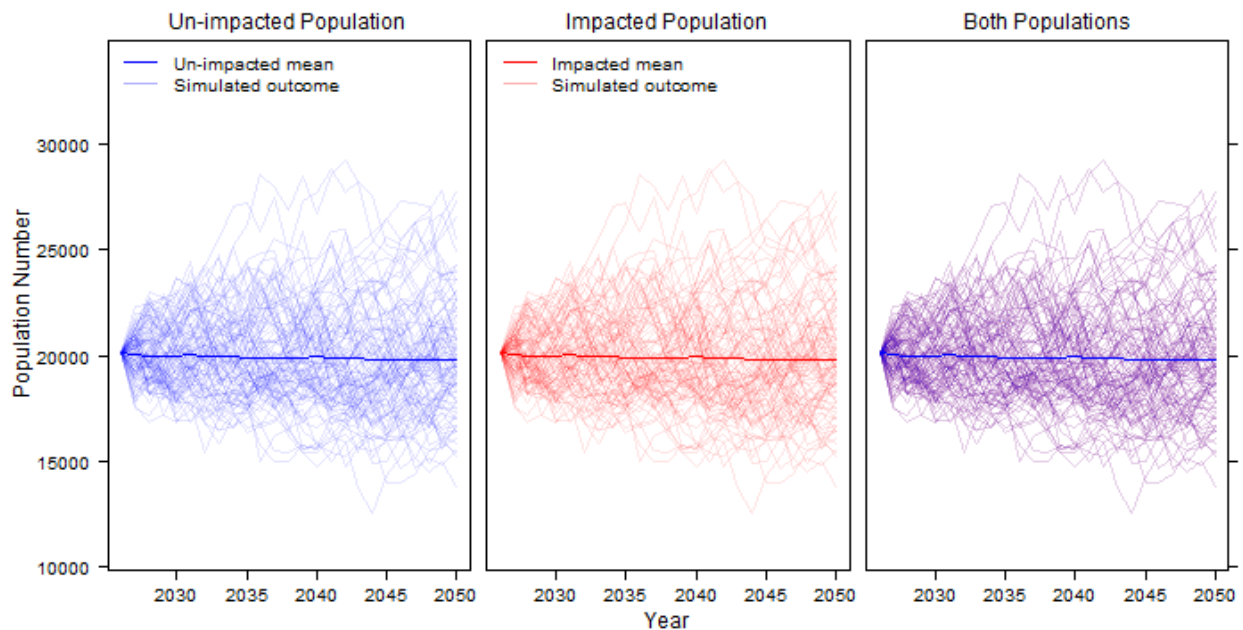 Un-impacted Population
Impacted Population
Both Populations
Un-impacted mean
Simulated outcome
Impacted mean
Simulated outcome
Population Number
30000
25000
20000
15000
10000
2030 2035 2040 2045 2050
2030 2035 2040 2045 2050
2030 2035 2040 2045 2050
Year